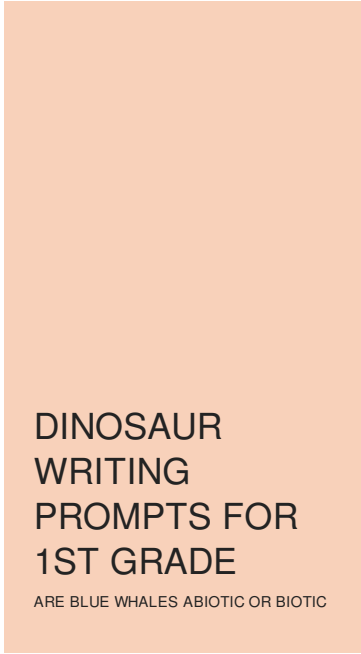 DINOSAUR
WRITING
PROMPTS FOR
1ST GRADE
ARE BLUE WHALES ABIOTIC OR BIOTIC